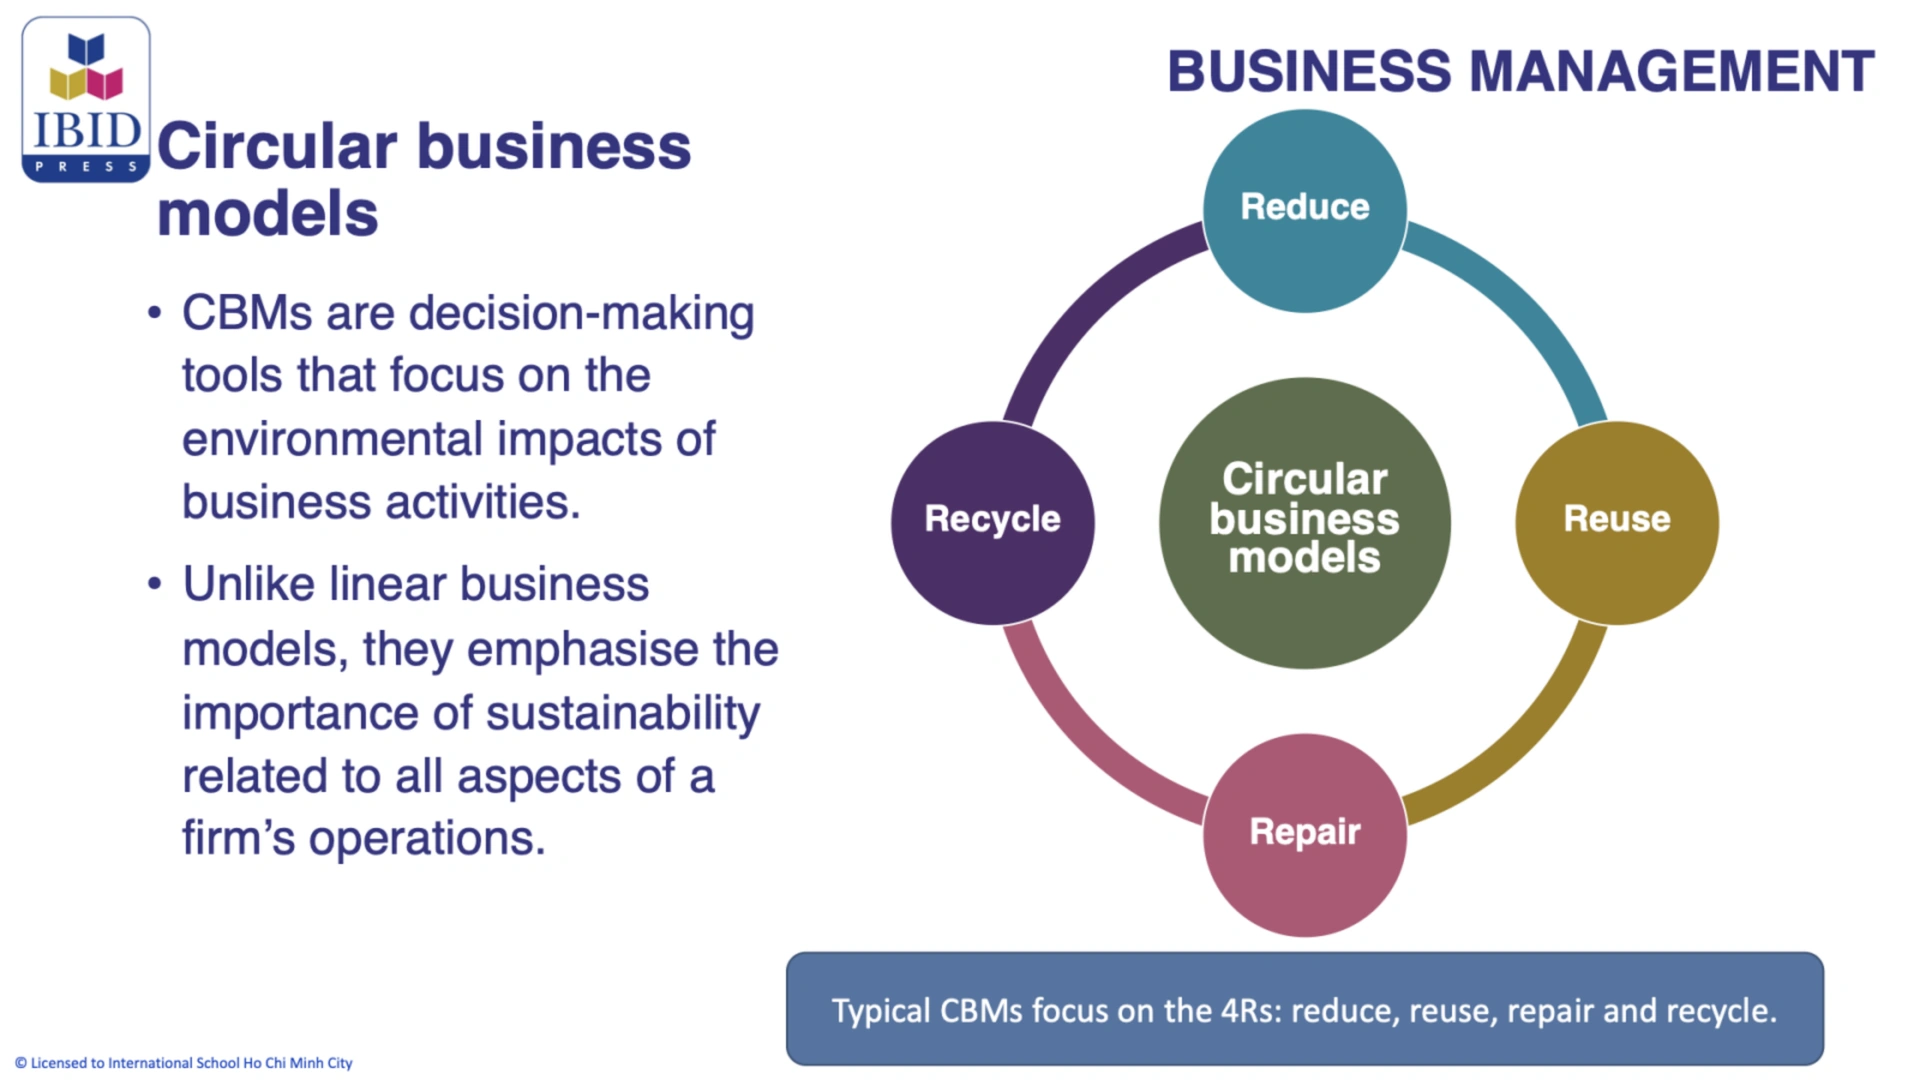 IBID
PRESS
BUSINESS MANAGEMENT
Circular business
models
• CBMs are decision-making
tools that focus on the
environmental impacts of
business activities.
• Unlike linear business
models, they emphasise the
importance of sustainability
related to all aspects of a
firm’s operations.
Reduce
Recycle
Circular
business
models
Reuse
Repair
Typical CBMs focus on the 4Rs: reduce, reuse, repair and recycle.
© Licensed to International School Ho Chi Minh City